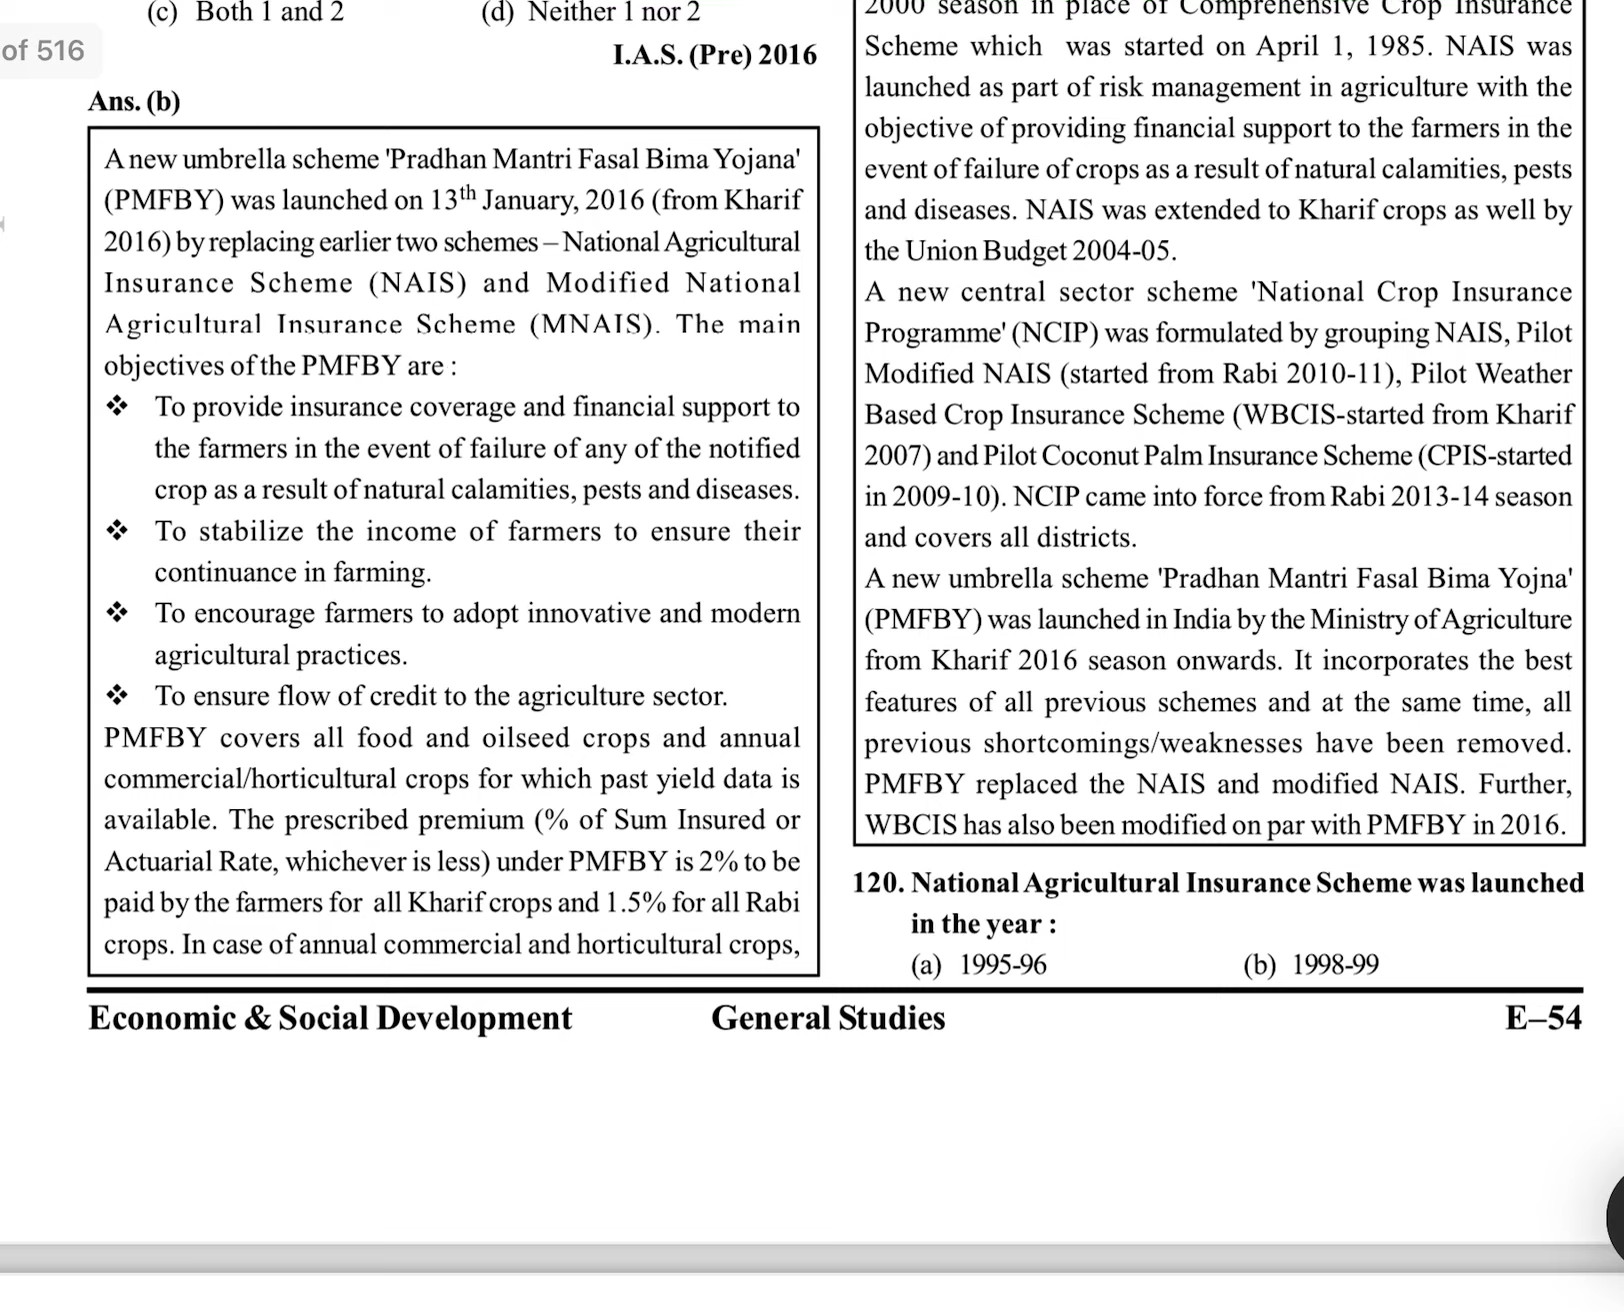 (c) Both 1 and 2 (d) Neither 1 nor 2
of 516
I.A.S. (Pre) 2016
Ans. (b)
A new umbrella scheme 'Pradhan Mantri Fasal Bima Yojana'
(PMFBY) was launched on 13th January, 2016 (from Kharif
2016) by replacing earlier two schemes – National Agricultural
Insurance Scheme (NAIS) and Modified National
Agricultural Insurance Scheme (MNAIS). The main
objectives of the PMFBY are :
❖ To provide insurance coverage and financial support to
the farmers in the event of failure of any of the notified
crop as a result of natural calamities, pests and diseases.
❖ To stabilize the income of farmers to ensure their
continuance in farming.
❖ To encourage farmers to adopt innovative and modern
agricultural practices.
❖ To ensure flow of credit to the agriculture sector.
PMFBY covers all food and oilseed crops and annual
commercial/horticultural crops for which past yield data is
available. The prescribed premium (% of Sum Insured or
Actuarial Rate, whichever is less) under PMFBY is 2% to be
paid by the farmers for all Kharif crops and 1.5% for all Rabi
crops. In case of annual commercial and horticultural crops,
2000 season in place of Comprehensive Crop Insurance
Scheme which was started on April 1, 1985. NAIS was
launched as part of risk management in agriculture with the
objective of providing financial support to the farmers in the
event of failure of crops as a result of natural calamities, pests
and diseases. NAIS was extended to Kharif crops as well by
the Union Budget 2004-05.
A new central sector scheme 'National Crop Insurance
Programme' (NCIP) was formulated by grouping NAIS, Pilot
Modified NAIS (started from Rabi 2010-11), Pilot Weather
Based Crop Insurance Scheme (WBCIS-started from Kharif
2007) and Pilot Coconut Palm Insurance Scheme (CPIS-started
in 2009-10). NCIP came into force from Rabi 2013-14 season
and covers all districts.
A new umbrella scheme 'Pradhan Mantri Fasal Bima Yojna'
(PMFBY) was launched in India by the Ministry of Agriculture
from Kharif 2016 season onwards. It incorporates the best
features of all previous schemes and at the same time, all
previous shortcomings/weaknesses have been removed.
PMFBY replaced the NAIS and modified NAIS. Further,
WBCIS has also been modified on par with PMFBY in 2016.
120. National Agricultural Insurance Scheme was launched
in the year :
(a) 1995-96 (b) 1998-99
Economic & Social Development General Studies E–54